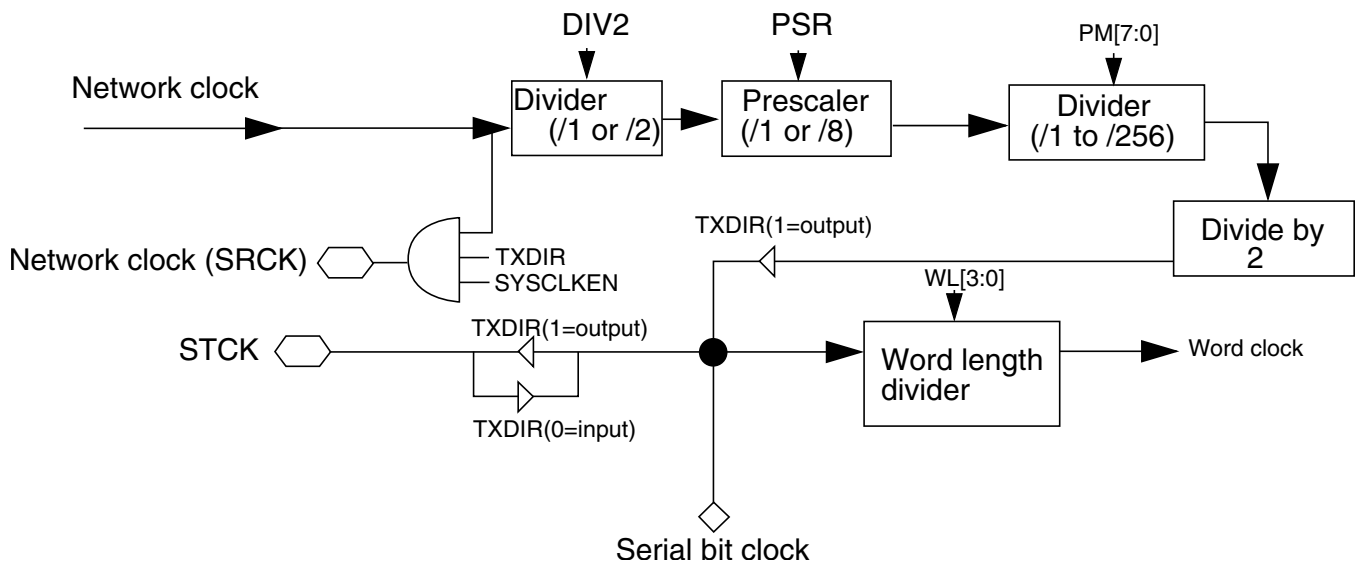 DIV2
PSR
PM[7:0]
Network clock
Divider
(/1 or /2)
Prescaler
(/1 or /8)
Divider
(/1 to /256)
TXDIR(1=output)
Divide by
2
Network clock (SRCK)
TXDIR
SYSCLKEN
WL[3:0]
TXDIR(1=output)
STCK
Word length
divider
Word clock
TXDIR(0=input)
Serial bit clock